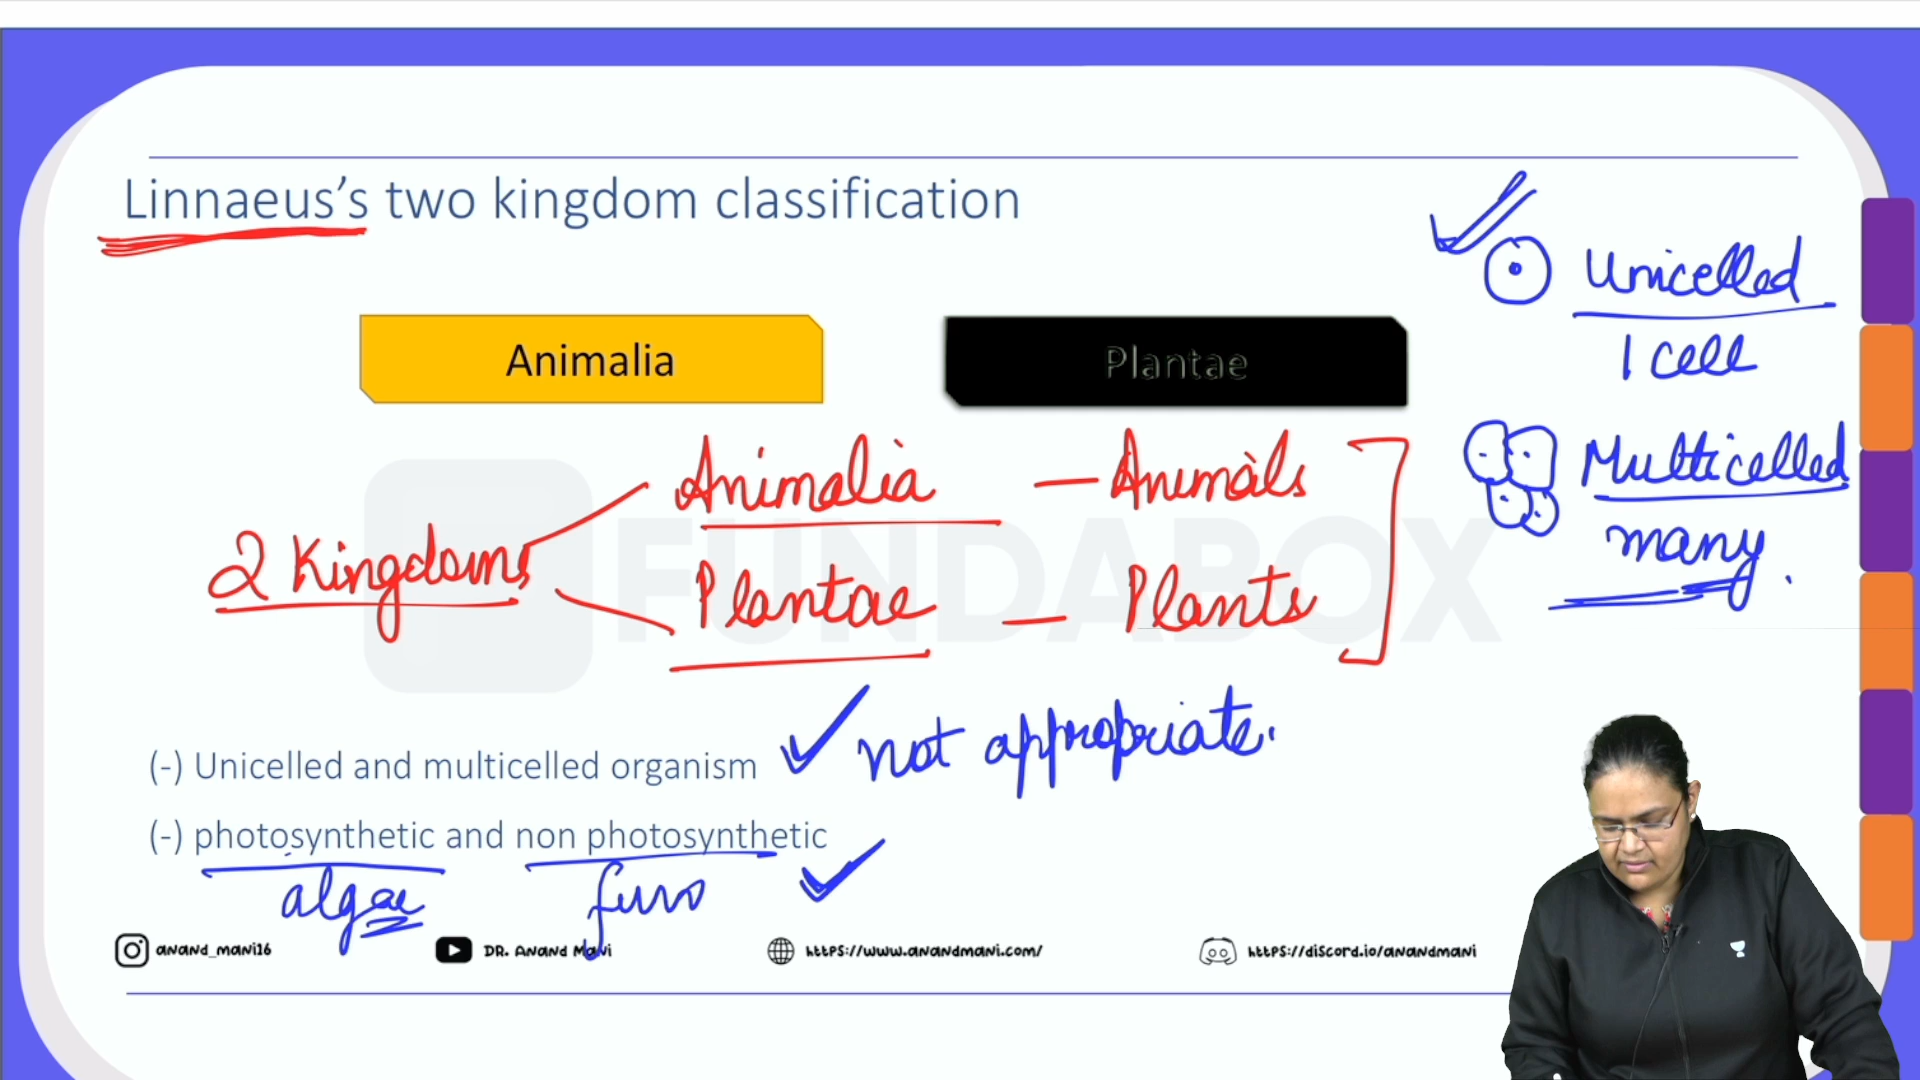 Linnaeus's two kingdom classification
Unicelled
1 cell
Animalia
Plantae
Animalia — Animals
2 Kingdoms
Plantae — Plants
Multicelled
many
FUNDABOX
(-) Unicelled and multicelled organism
not appropriate.
(-) photosynthetic and non photosynthetic
algae
anand_mani16
DR. Anand Mani
https://www.anandmani.com/
https://discord.io/anandmani